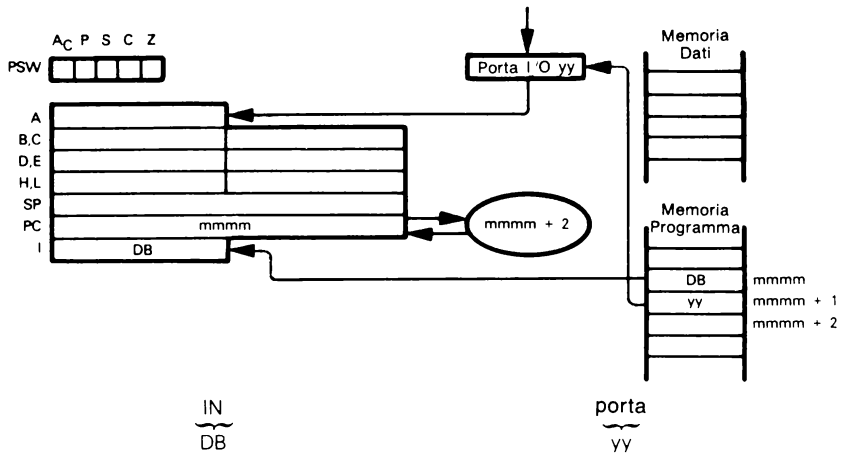 AC P S C Z
PSW
A
B,C
D,E
H,L
SP
PC mmmm
I DB
Porta I'O yy
mmmm + 2
Memoria
Dati
Memoria
Programma
DB mmmm
yy mmmm + 1
mmmm + 2
IN porta
DB yy